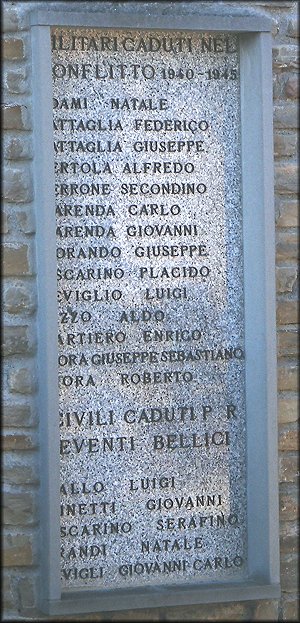 ILITARI CADUTI NEL
ONFLITTO 1940-1945
DAMI NATALE
ATTAGLIA FEDERICO
ATTAGLIA GIUSEPPE
ERTOLA ALFREDO
ERRONE SECONDINO
ARENDA CARLO
ARENDA GIOVANNI
ORANDO GIUSEPPE
SCARINO PLACIDO
EVIGLIO LUIGI
ZZO ALDO
ARTIERO ENRICO
ORA GIUSEPPE SEBASTIANO
ORA ROBERTO
CIVILI CADUTI P R
EVENTI BELLICI
ALLO LUIGI
INETTI GIOVANNI
SCARINO SERAFINO
RANDI NATALE
VIGLI GIOVANNI CARLO